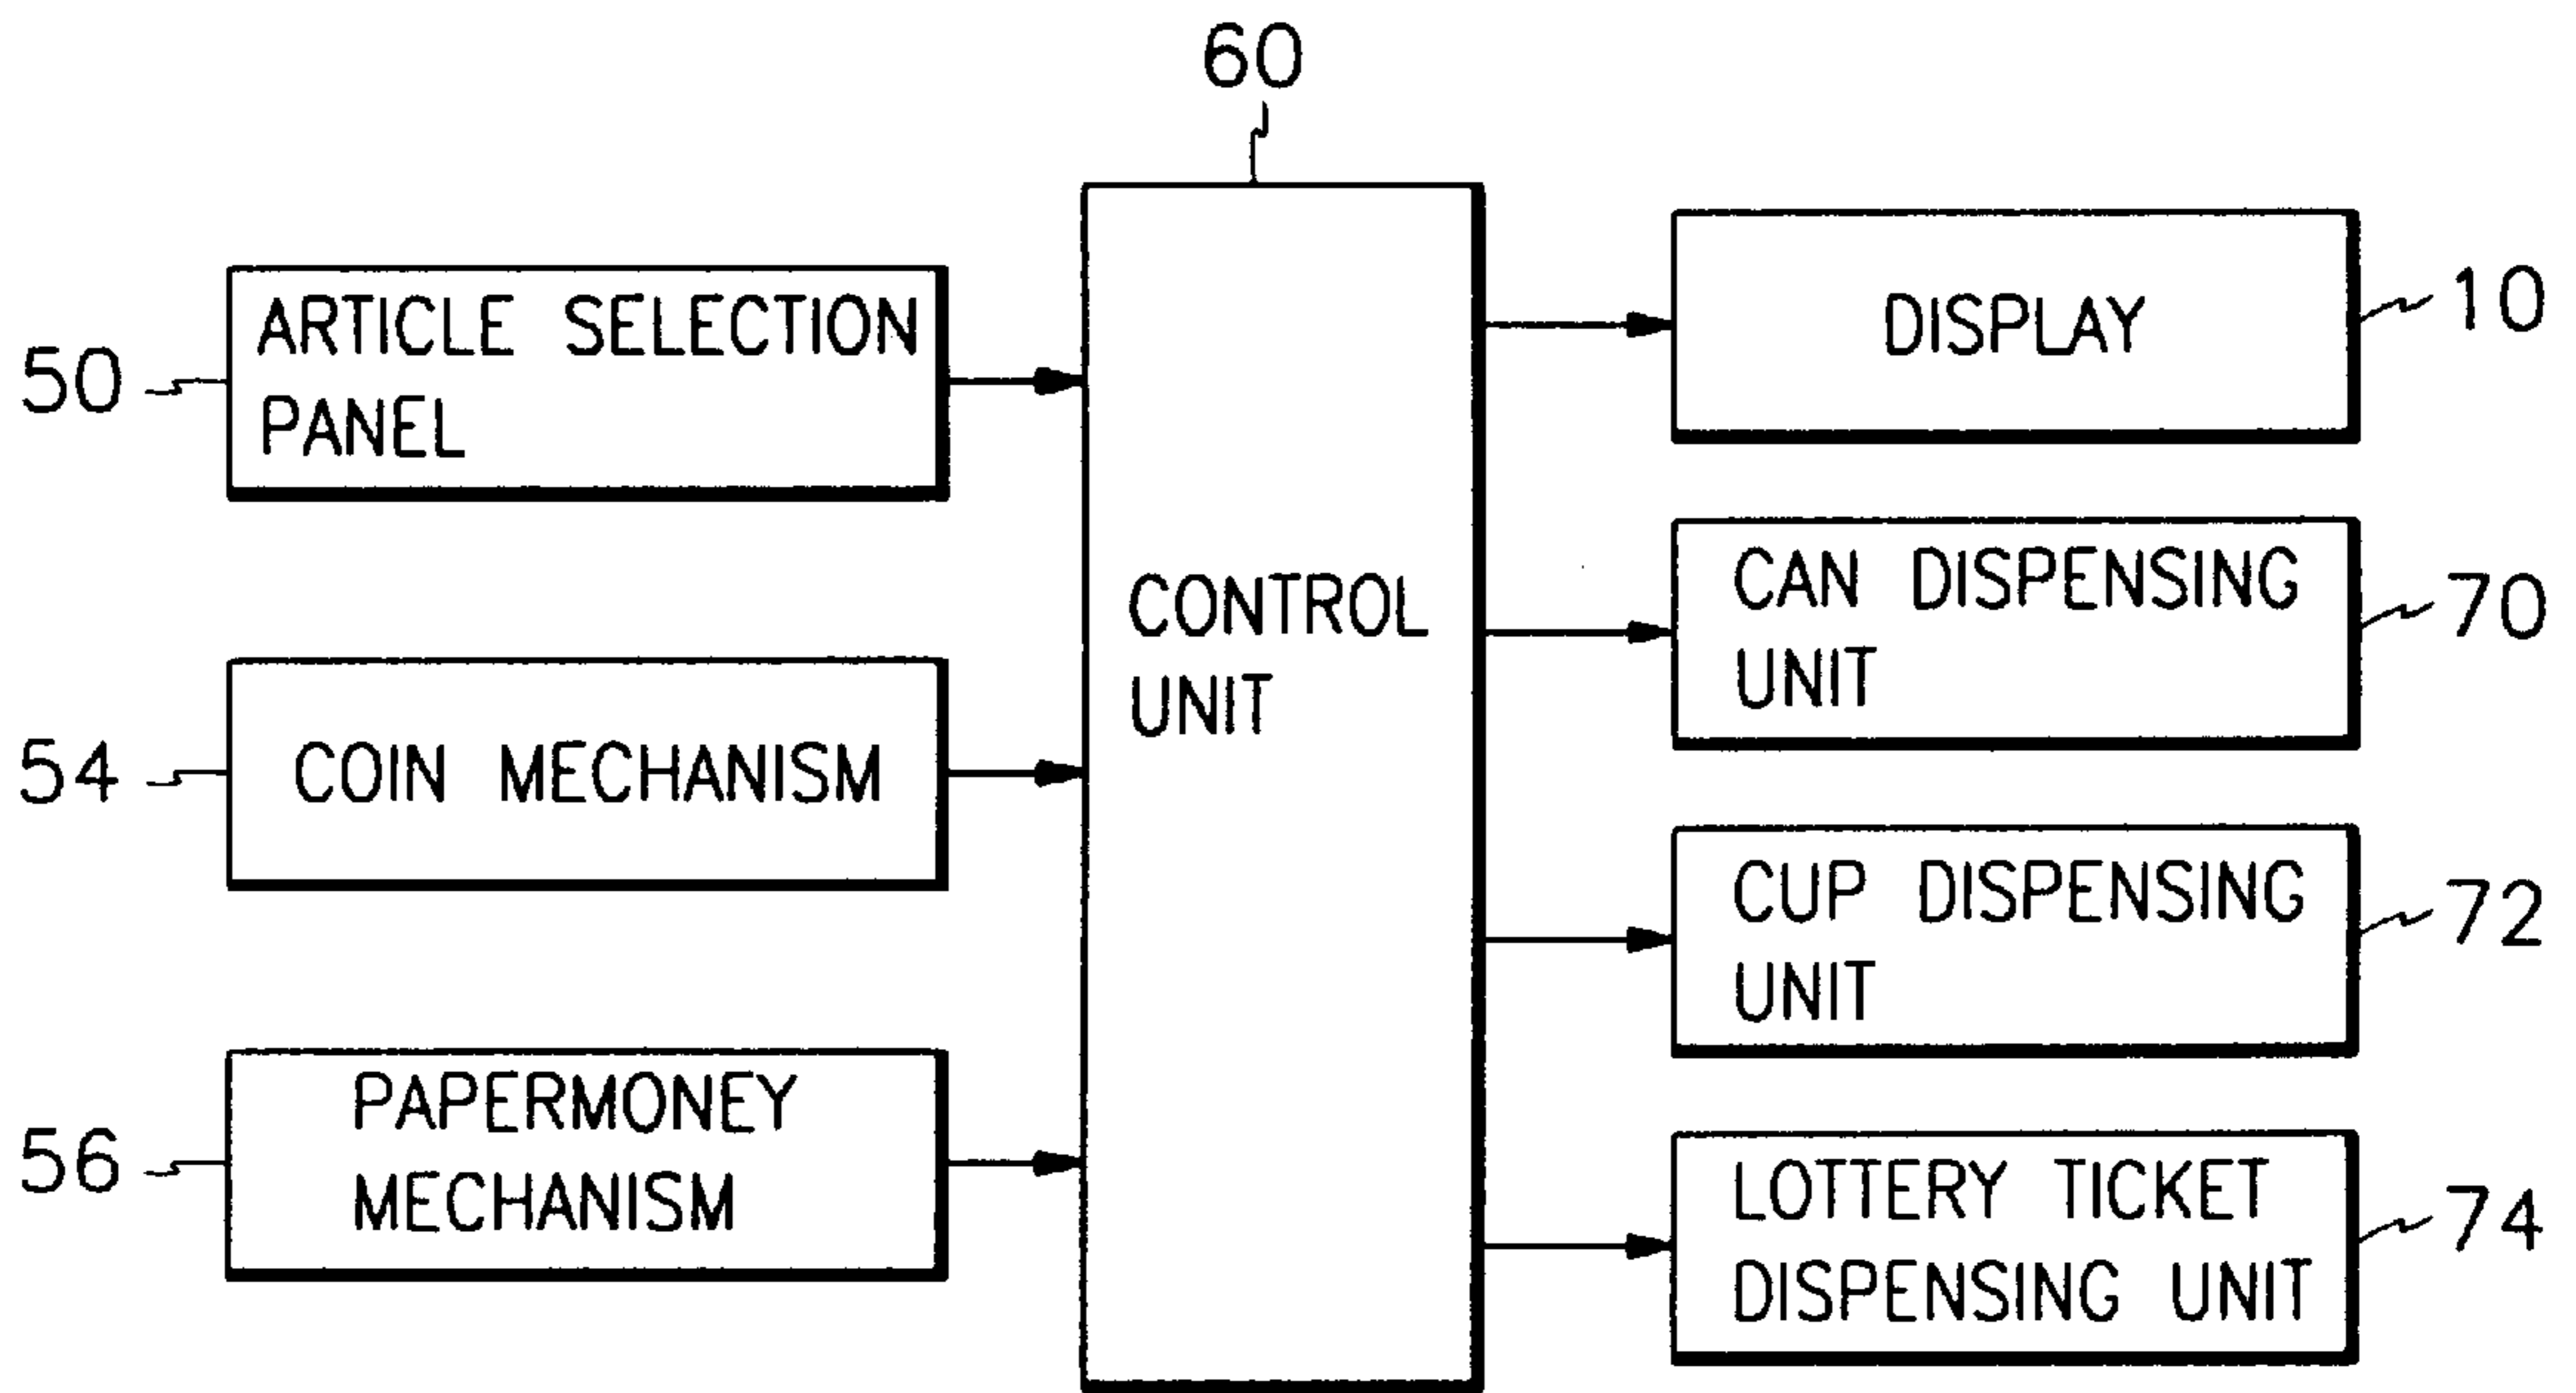 60
50
ARTICLE SELECTION
PANEL
54
COIN MECHANISM
56
PAPERMONEY
MECHANISM
CONTROL
UNIT
DISPLAY
10
CAN DISPENSING
UNIT
70
CUP DISPENSING
UNIT
72
LOTTERY TICKET
DISPENSING UNIT
74